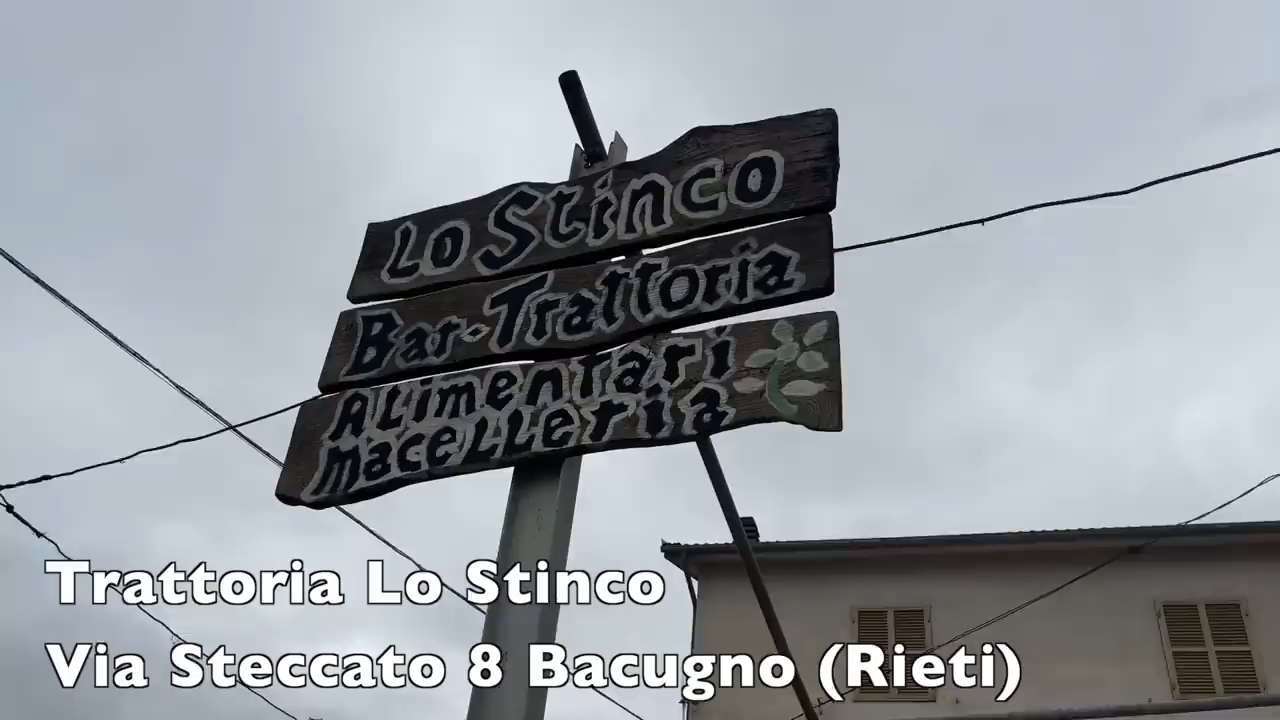 Lo Stinco
Bar-Trattoria
Alimentari
macelleria
Trattoria Lo Stinco
Via Steccato 8 Bacugno (Rieti)